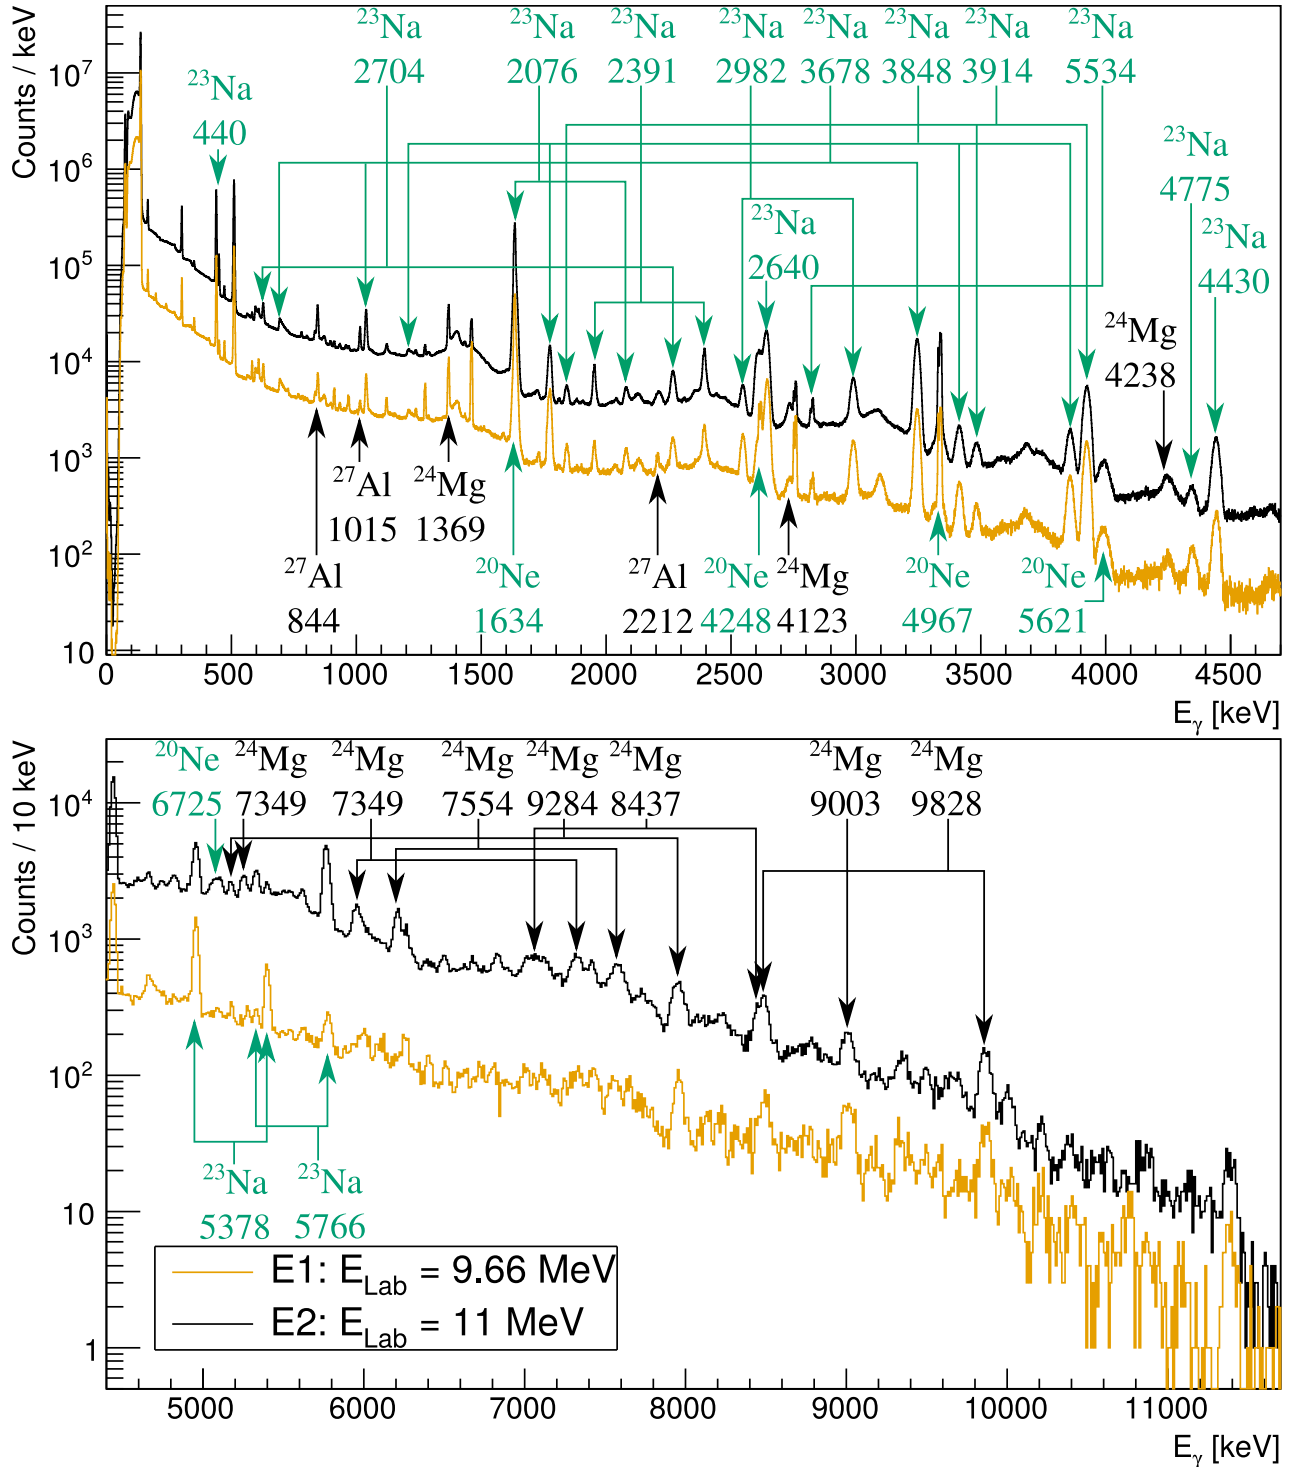 Counts / keV
10⁷
10⁶
10⁵
10⁴
10³
10²
10
²³Na ²³Na ²³Na ²³Na ²³Na ²³Na ²³Na ²³Na
2704 2076 2391 2982 3678 3848 3914 5534
²³Na
440
²³Na
2640
²³Na
4775
²³Na
4430
²⁴Mg
4238
²⁷Al ²⁴Mg
1015 1369
²⁷Al ²⁰Ne ²⁷Al ²⁰Ne ²⁴Mg ²⁰Ne ²⁰Ne
844 1634 2212 4248 4123 4967 5621
0 500 1000 1500 2000 2500 3000 3500 4000 4500
E_γ [keV]
Counts / 10 keV
10⁴
10³
10²
10
1
²⁰Ne ²⁴Mg ²⁴Mg ²⁴Mg ²⁴Mg ²⁴Mg ²⁴Mg ²⁴Mg
6725 7349 7349 7554 9284 8437 9003 9828
²³Na ²³Na
5378 5766
E1: E_Lab = 9.66 MeV
E2: E_Lab = 11 MeV
5000 6000 7000 8000 9000 10000 11000
E_γ [keV]